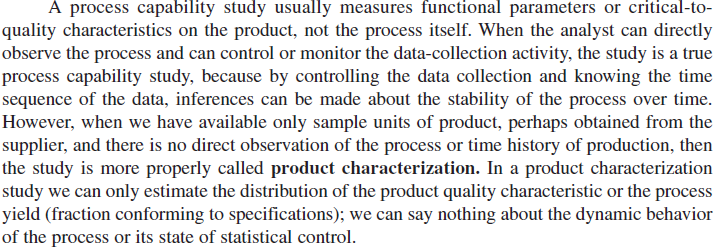 A process capability study usually measures functional parameters or critical-to-
quality characteristics on the product, not the process itself. When the analyst can directly
observe the process and can control or monitor the data-collection activity, the study is a true
process capability study, because by controlling the data collection and knowing the time
sequence of the data, inferences can be made about the stability of the process over time.
However, when we have available only sample units of product, perhaps obtained from the
supplier, and there is no direct observation of the process or time history of production, then
the study is more properly called product characterization. In a product characterization
study we can only estimate the distribution of the product quality characteristic or the process
yield (fraction conforming to specifications); we can say nothing about the dynamic behavior
of the process or its state of statistical control.